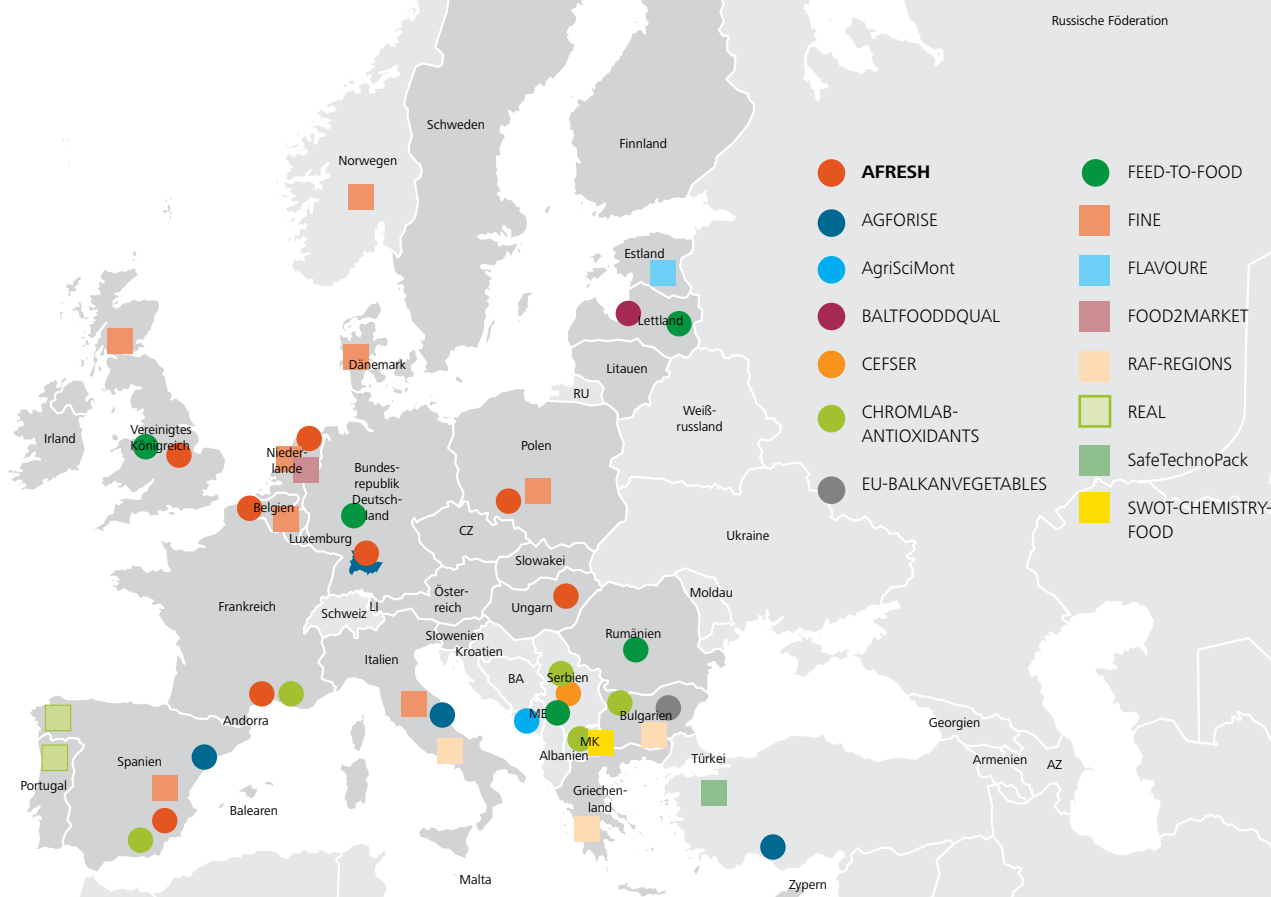 Russische Föderation
Schweden
Finnland
Norwegen
AFRESH
FEED-TO-FOOD
AGFORISE
FINE
Estland
AgriSciMont
FLAVOURE
BALTFOODDQUAL
FOOD2MARKET
Lettland
Dänemark
Litauen
CEFSER
RAF-REGIONS
RU
Weiß-
russland
CHROMLAB-
ANTIOXIDANTS
REAL
Irland
Vereinigtes
Königreich
Nieder-
lande
Polen
Bundes-
republik
Deutsch-
land
SafeTechnoPack
EU-BALKANVEGETABLES
SWOT-CHEMISTRY-
FOOD
Belgien
Luxemburg
CZ
Ukraine
Slowakei
Frankreich
Schweiz
LI
Öster-
reich
Ungarn
Moldau
Slowenien
Kroatien
Rumänien
Italien
BA
Serbien
ME
Bulgarien
Andorra
Georgien
MK
Albanien
Türkei
Armenien
AZ
Spanien
Portugal
Balearen
Griechen-
land
Malta
Zypern